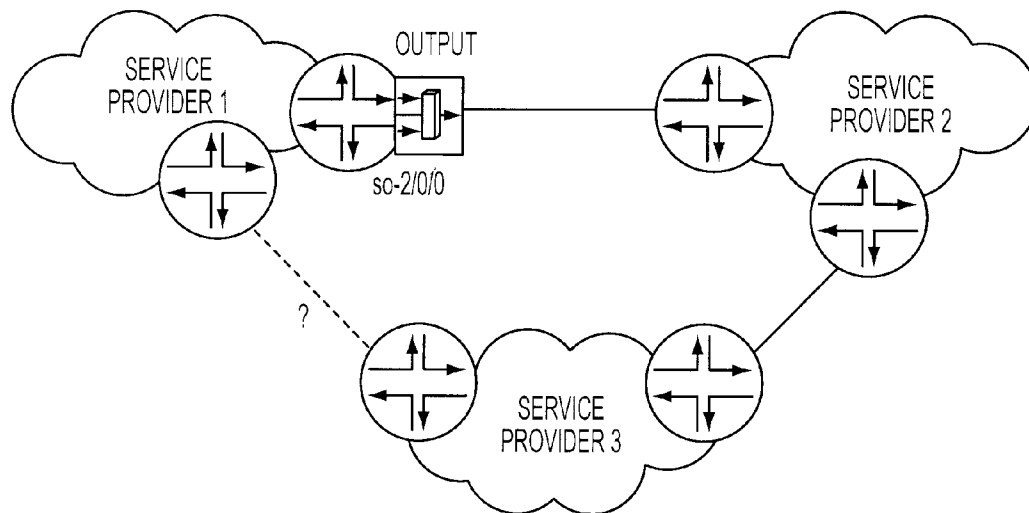 OUTPUT
SERVICE
PROVIDER 1
SERVICE
PROVIDER 2
so-2/0/0
?
SERVICE
PROVIDER 3